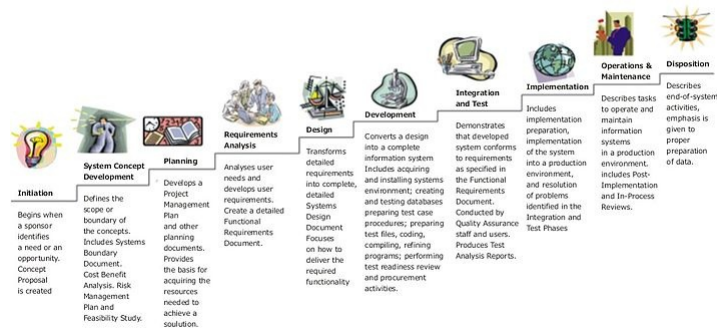 Initiation
Begins when
a sponsor
identifies
a need or an
opportunity.
Concept
Proposal
is created
System Concept
Development
Defines the
scope or
boundary of
the concepts.
Includes Systems
Boundary
Document.
Cost Benefit
Analysis. Risk
Management
Plan and
Feasibility Study.
Planning
Develops a
Project
Management
Plan
and other
planning
documents.
Provides
the basis for
acquiring the
resources
needed to
achieve a
soulution.
Requirements
Analysis
Analyses user
needs and
develops user
requirements.
Create a detailed
Functional
Requirements
Document.
Design
Transforms
detailed
requirements
into complete,
detailed
Systems
Design
Document
Focuses
on how to
deliver the
required
functionality
Development
Converts a design
into a complete
information system
Includes acquiring
and installing systems
environment; creating
and testing databases
preparing test case
procedures; preparing
test files, coding,
compiling, refining
programs; performing
test readiness review
and procurement
activities.
Integration
and Test
Demonstrates
that developed
system conforms
to requirements
as specified in
the Functional
Requirements
Document.
Conducted by
Quality Assurance
staff and users.
Produces Test
Analysis Reports.
Implementation
Includes
implementation
preparation,
implementation
of the system
into a production
environment,
and resolution
of problems
identified in the
Integration and
Test Phases
Operations &
Maintenance
Describes tasks
to operate and
maintain
information
systems
in a production
environment.
includes Post-
Implementation
and In-Process
Reviews.
Disposition
Describes
end-of-system
activities,
emphasis is
given to
proper
preparation
of data.